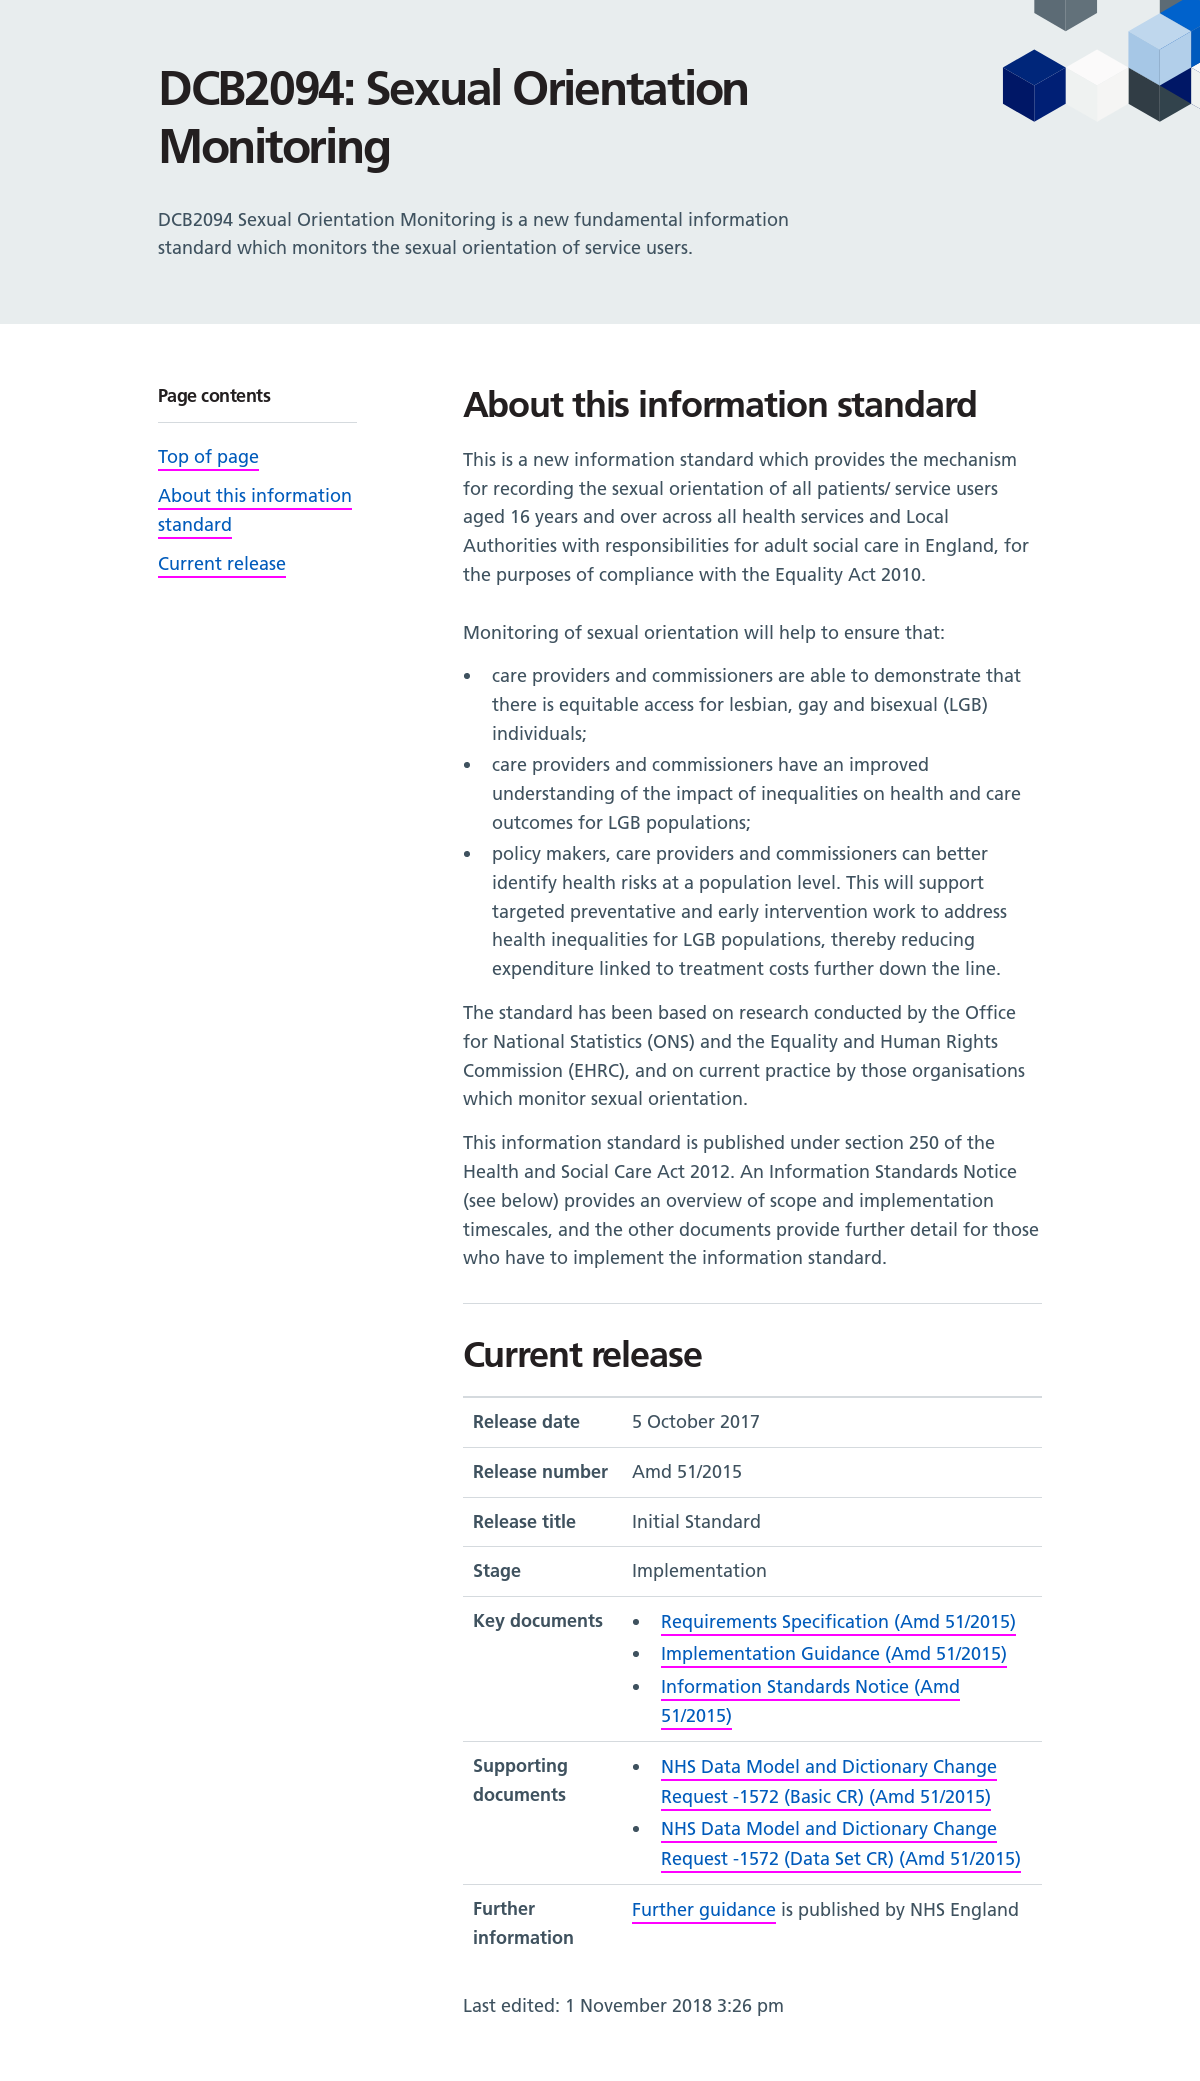 DCB2094: Sexual Orientation
Monitoring
DCB2094 Sexual Orientation Monitoring is a new fundamental information
standard which monitors the sexual orientation of service users.
Page contents
Top of page
About this information
standard
Current release
About this information standard
This is a new information standard which provides the mechanism
for recording the sexual orientation of all patients/ service users
aged 16 years and over across all health services and Local
Authorities with responsibilities for adult social care in England, for
the purposes of compliance with the Equality Act 2010.
Monitoring of sexual orientation will help to ensure that:
• care providers and commissioners are able to demonstrate that
there is equitable access for lesbian, gay and bisexual (LGB)
individuals;
• care providers and commissioners have an improved
understanding of the impact of inequalities on health and care
outcomes for LGB populations;
• policy makers, care providers and commissioners can better
identify health risks at a population level. This will support
targeted preventative and early intervention work to address
health inequalities for LGB populations, thereby reducing
expenditure linked to treatment costs further down the line.
The standard has been based on research conducted by the Office
for National Statistics (ONS) and the Equality and Human Rights
Commission (EHRC), and on current practice by those organisations
which monitor sexual orientation.
This information standard is published under section 250 of the
Health and Social Care Act 2012. An Information Standards Notice
(see below) provides an overview of scope and implementation
timescales, and the other documents provide further detail for those
who have to implement the information standard.
Current release
Release date 5 October 2017
Release number Amd 51/2015
Release title Initial Standard
Stage Implementation
Key documents • Requirements Specification (Amd 51/2015)
• Implementation Guidance (Amd 51/2015)
• Information Standards Notice (Amd
51/2015)
Supporting
documents
• NHS Data Model and Dictionary Change
Request -1572 (Basic CR) (Amd 51/2015)
• NHS Data Model and Dictionary Change
Request -1572 (Data Set CR) (Amd 51/2015)
Further
information
Further guidance is published by NHS England
Last edited: 1 November 2018 3:26 pm